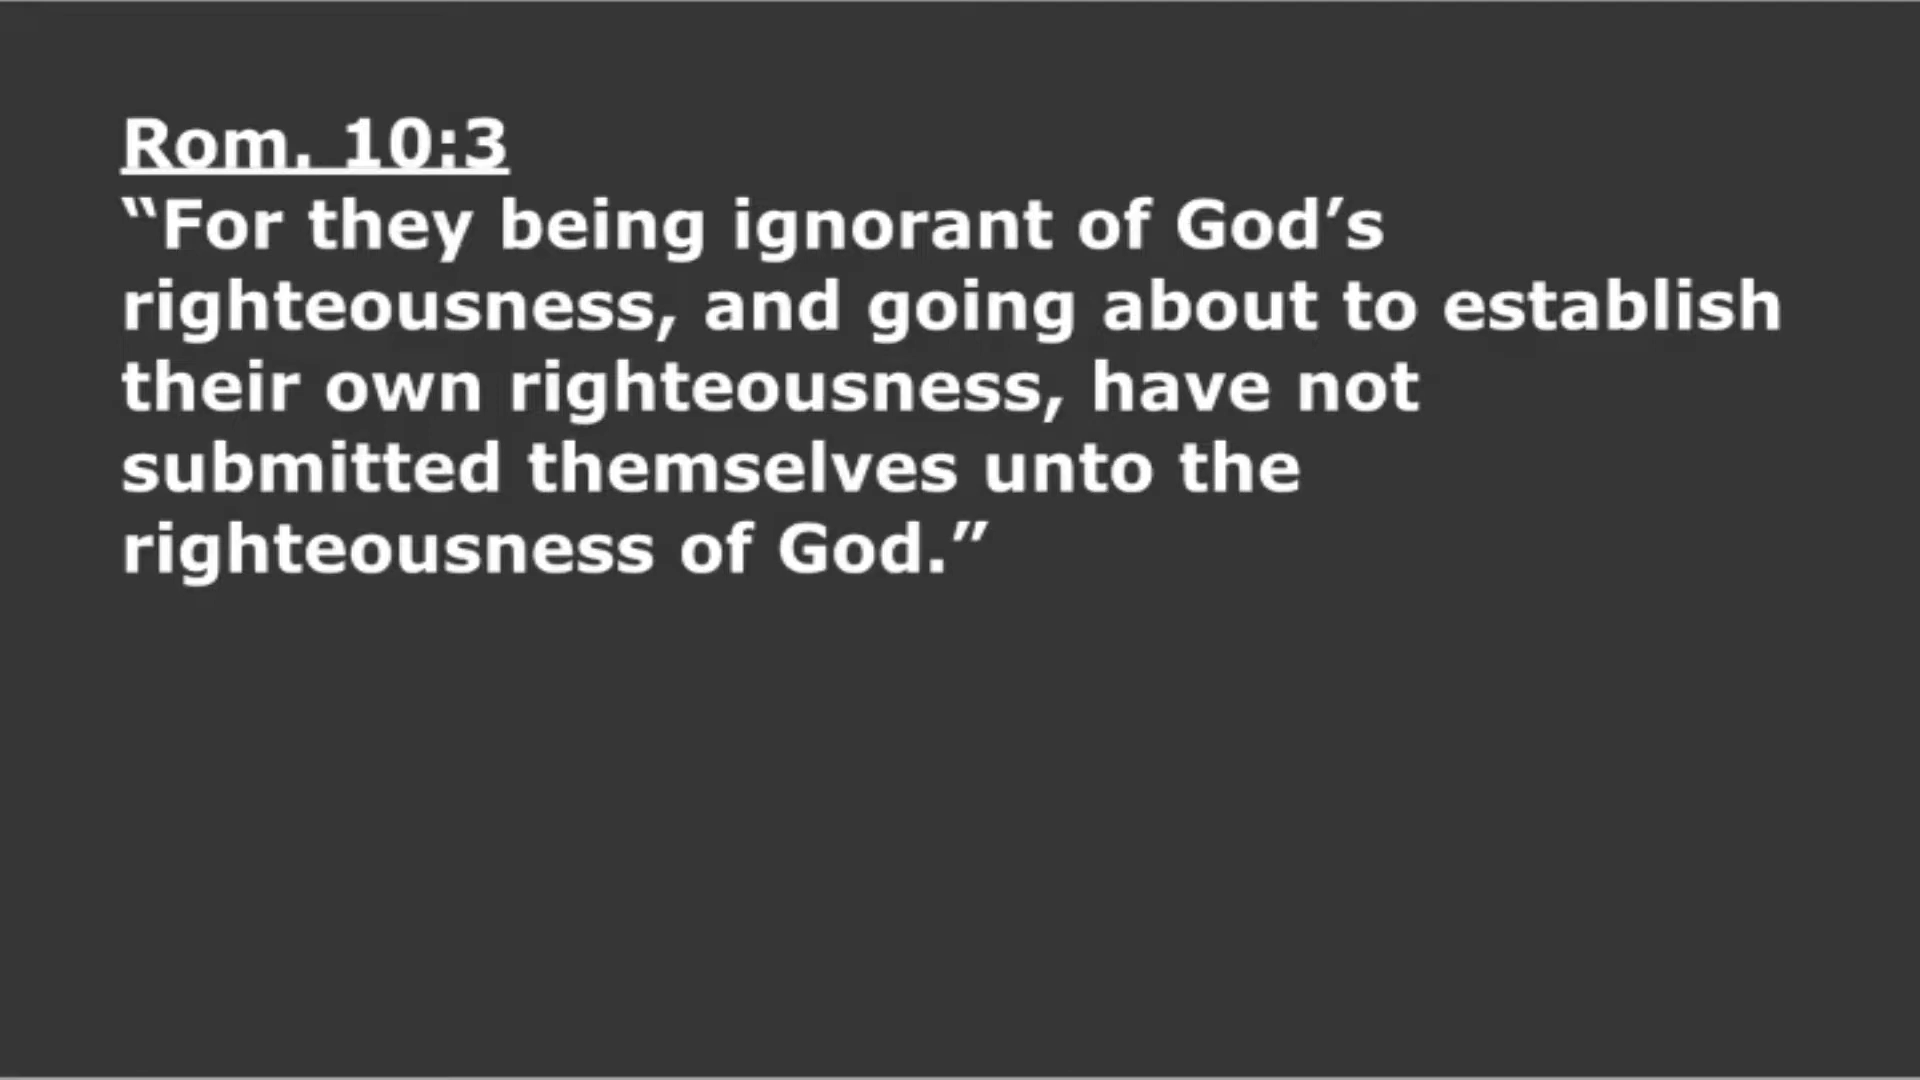 Rom. 10:3
“For they being ignorant of God’s
righteousness, and going about to establish
their own righteousness, have not
submitted themselves unto the
righteousness of God.”